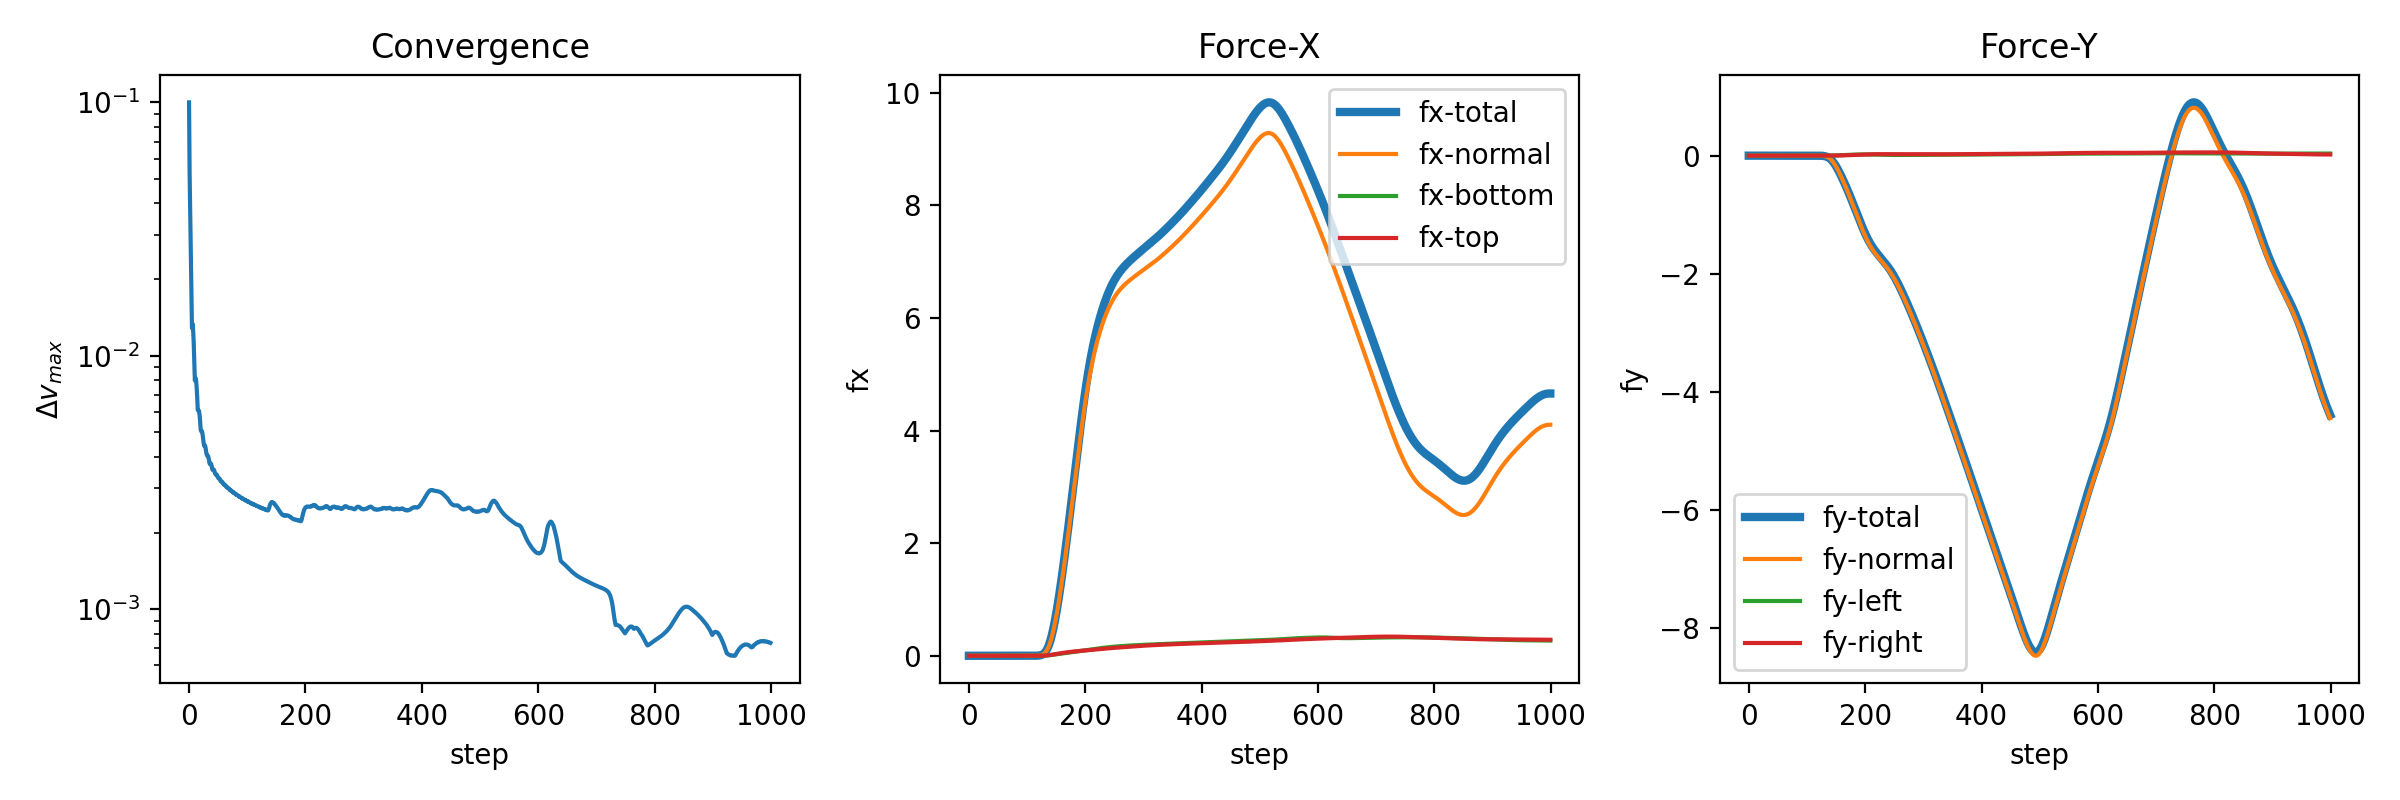 Convergence
10⁻¹
10⁻²
10⁻³
Δv_max
0 200 400 600 800 1000
step
Force-X
10
8
6
4
2
0
fx
fx-total
fx-normal
fx-bottom
fx-top
0 200 400 600 800 1000
step
Force-Y
0
−2
−4
−6
−8
fy
fy-total
fy-normal
fy-left
fy-right
0 200 400 600 800 1000
step